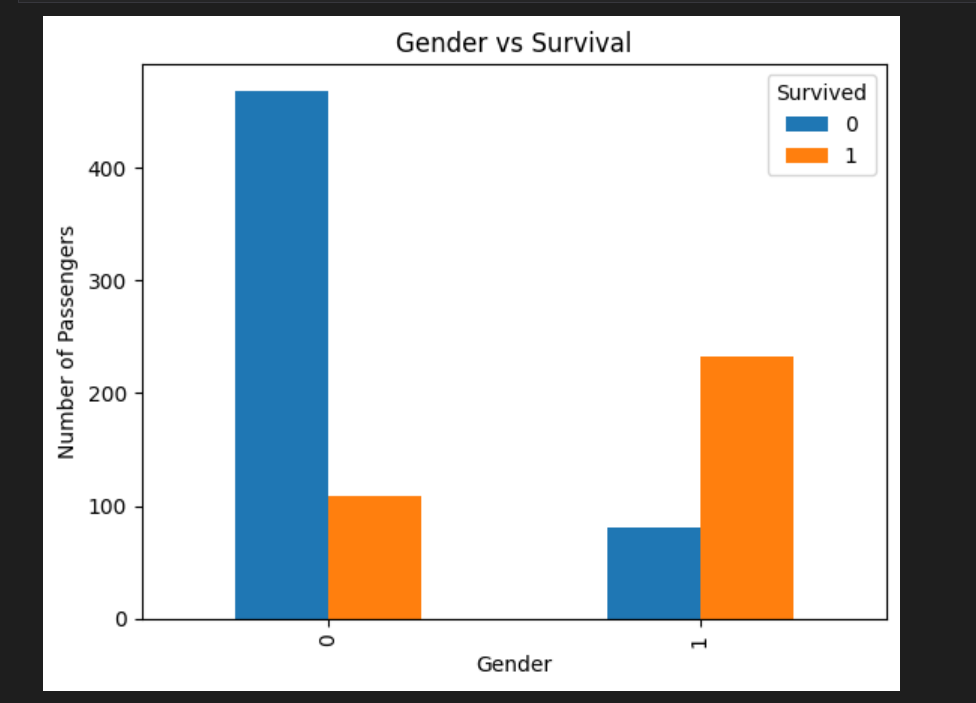 Gender vs Survival
Survived
0
1
Number of Passengers
400
300
200
100
0
0
1
Gender